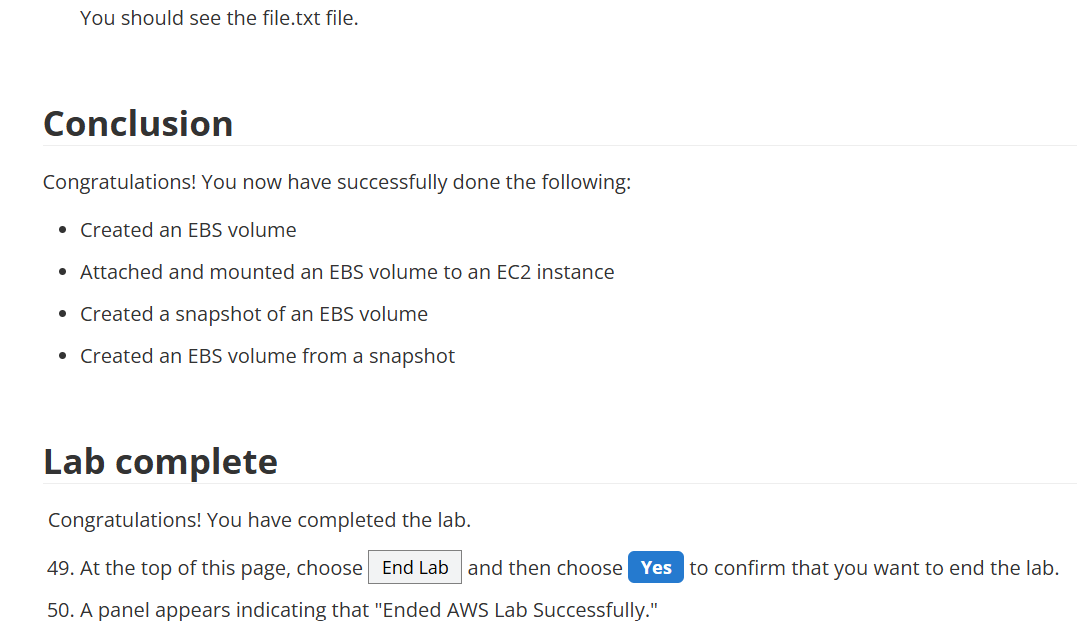 You should see the file.txt file.
Conclusion
Congratulations! You now have successfully done the following:
• Created an EBS volume
• Attached and mounted an EBS volume to an EC2 instance
• Created a snapshot of an EBS volume
• Created an EBS volume from a snapshot
Lab complete
Congratulations! You have completed the lab.
49. At the top of this page, choose End Lab and then choose Yes to confirm that you want to end the lab.
50. A panel appears indicating that "Ended AWS Lab Successfully."